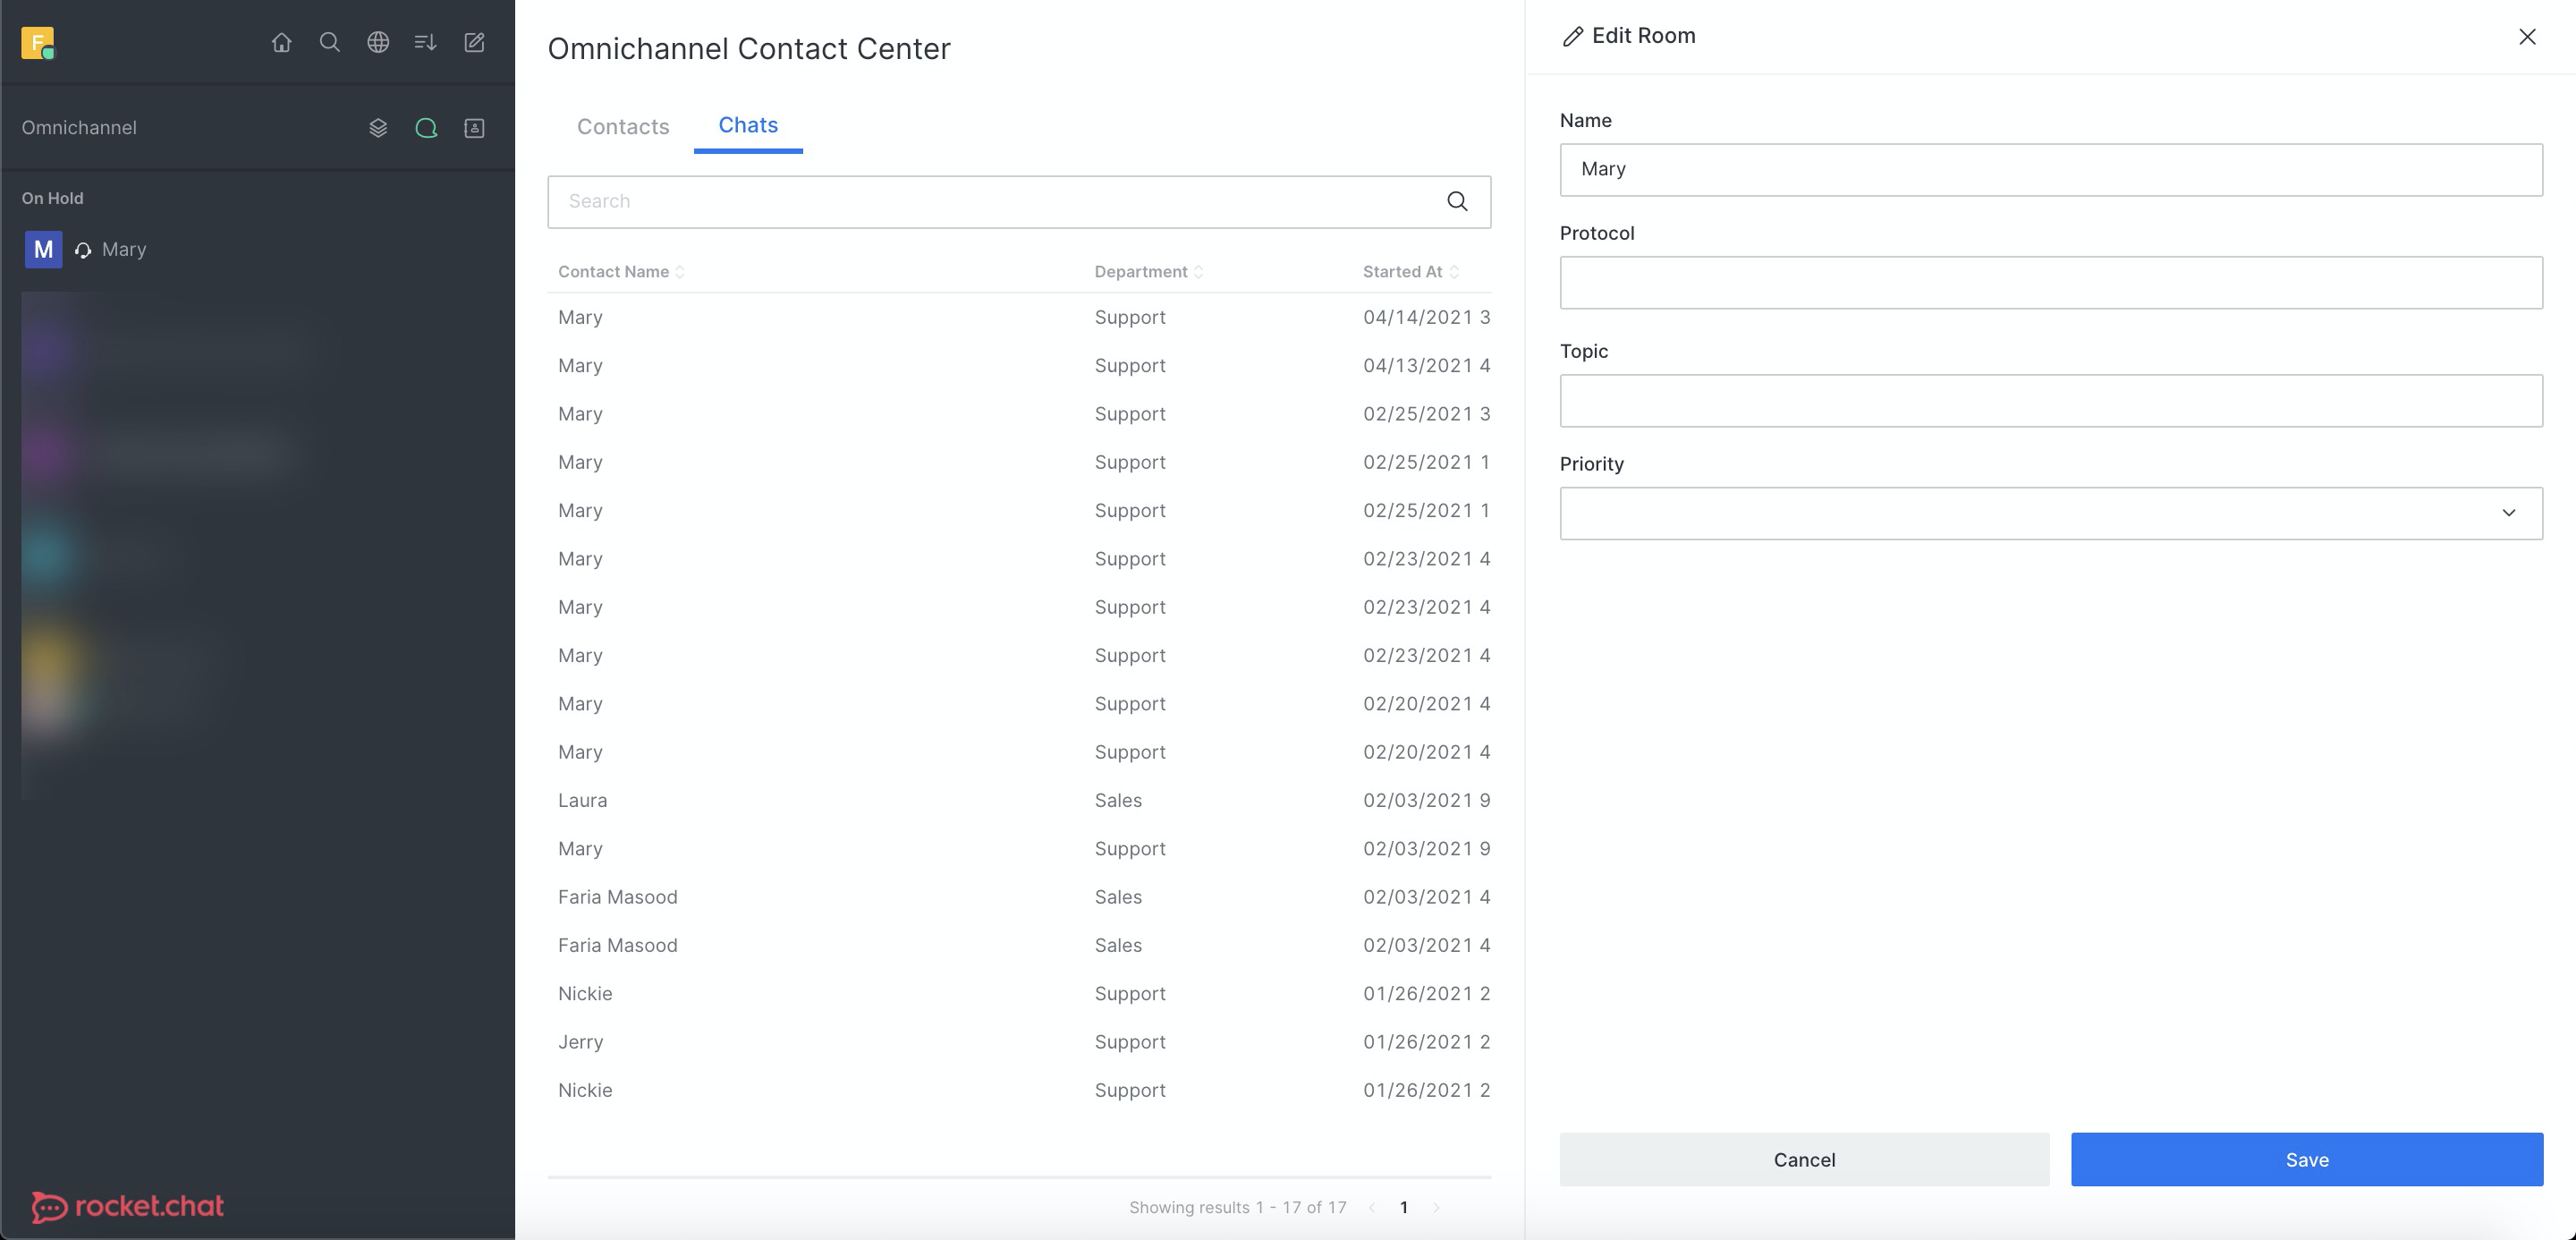 F
Omnichannel
On Hold
M Mary
rocket.chat
Omnichannel Contact Center
Contacts Chats
Search
Contact Name Department Started At
Mary Support 04/14/2021 3
Mary Support 04/13/2021 4
Mary Support 02/25/2021 3
Mary Support 02/25/2021 1
Mary Support 02/25/2021 1
Mary Support 02/23/2021 4
Mary Support 02/23/2021 4
Mary Support 02/23/2021 4
Mary Support 02/20/2021 4
Mary Support 02/20/2021 4
Laura Sales 02/03/2021 9
Mary Support 02/03/2021 9
Faria Masood Sales 02/03/2021 4
Faria Masood Sales 02/03/2021 4
Nickie Support 01/26/2021 2
Jerry Support 01/26/2021 2
Nickie Support 01/26/2021 2
Showing results 1 - 17 of 17 1
Edit Room
Name
Mary
Protocol
Topic
Priority
Cancel Save